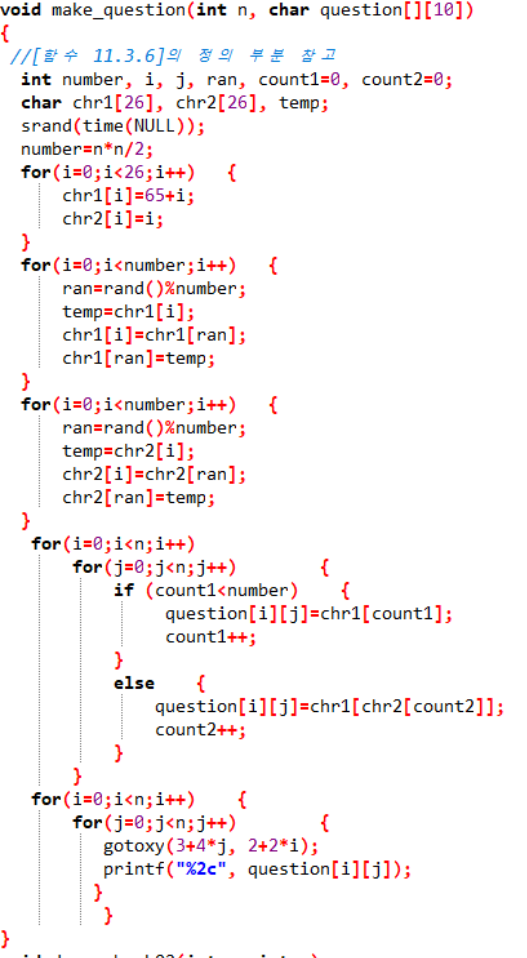 void make_question(int n, char question[][10])
{
//[함수 11.3.6]의 정의 부분 참고
int number, i, j, ran, count1=0, count2=0;
char chr1[26], chr2[26], temp;
srand(time(NULL));
number=n*n/2;
for(i=0;i<26;i++) {
chr1[i]=65+i;
chr2[i]=i;
}
for(i=0;i<number;i++) {
ran=rand()%number;
temp=chr1[i];
chr1[i]=chr1[ran];
chr1[ran]=temp;
}
for(i=0;i<number;i++) {
ran=rand()%number;
temp=chr2[i];
chr2[i]=chr2[ran];
chr2[ran]=temp;
}
for(i=0;i<n;i++)
for(j=0;j<n;j++) {
if (count1<number) {
question[i][j]=chr1[count1];
count1++;
}
else {
question[i][j]=chr1[chr2[count2]];
count2++;
}
}
for(i=0;i<n;i++) {
for(j=0;j<n;j++) {
gotoxy(3+4*j, 2+2*i);
printf("%2c", question[i][j]);
}
}
}